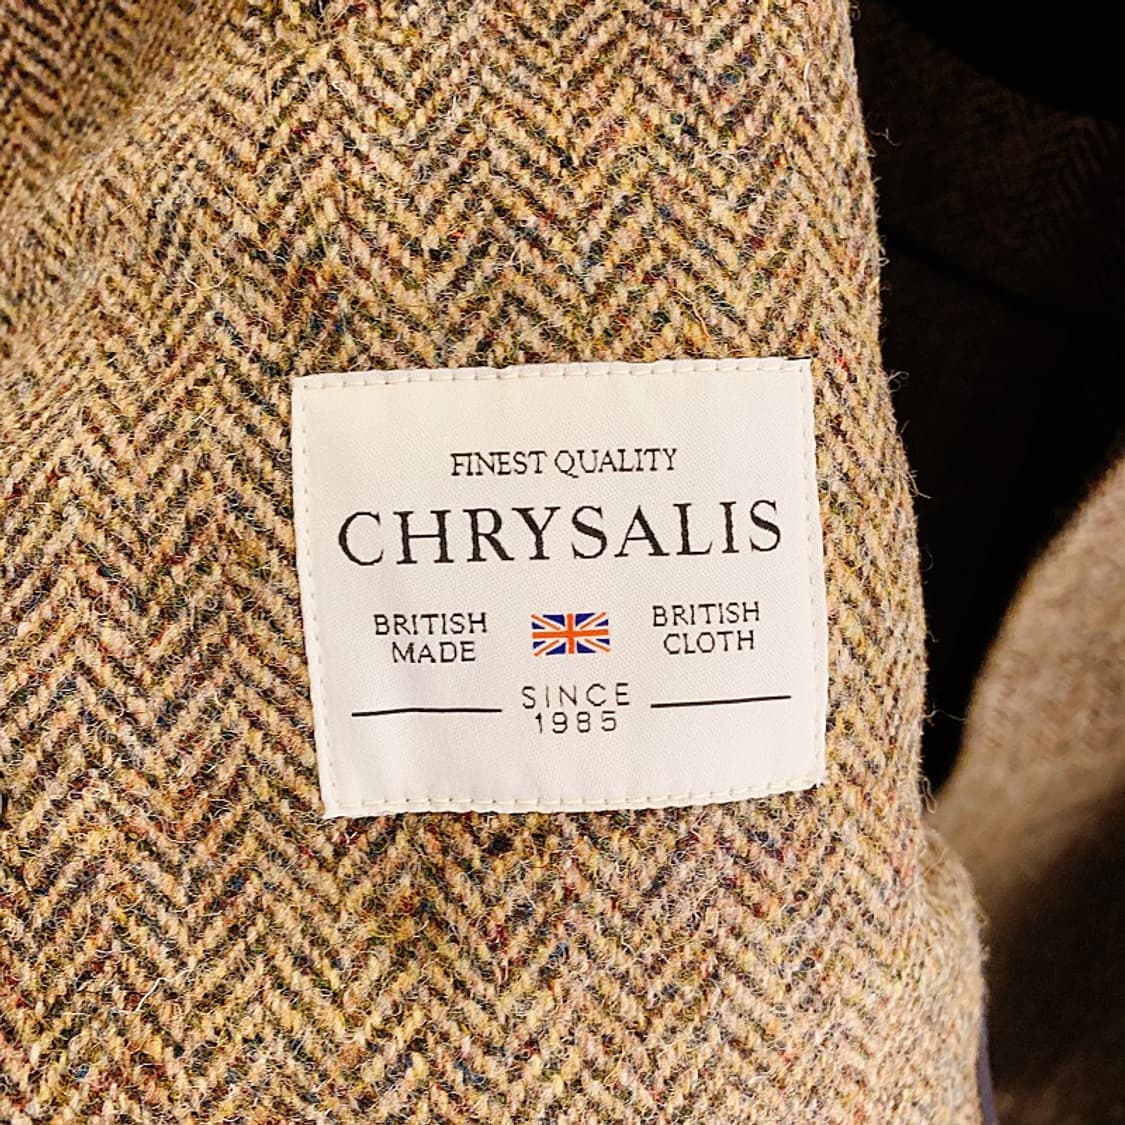 FINEST QUALITY
CHRYSALIS
BRITISH MADE
BRITISH CLOTH
SINCE
1985